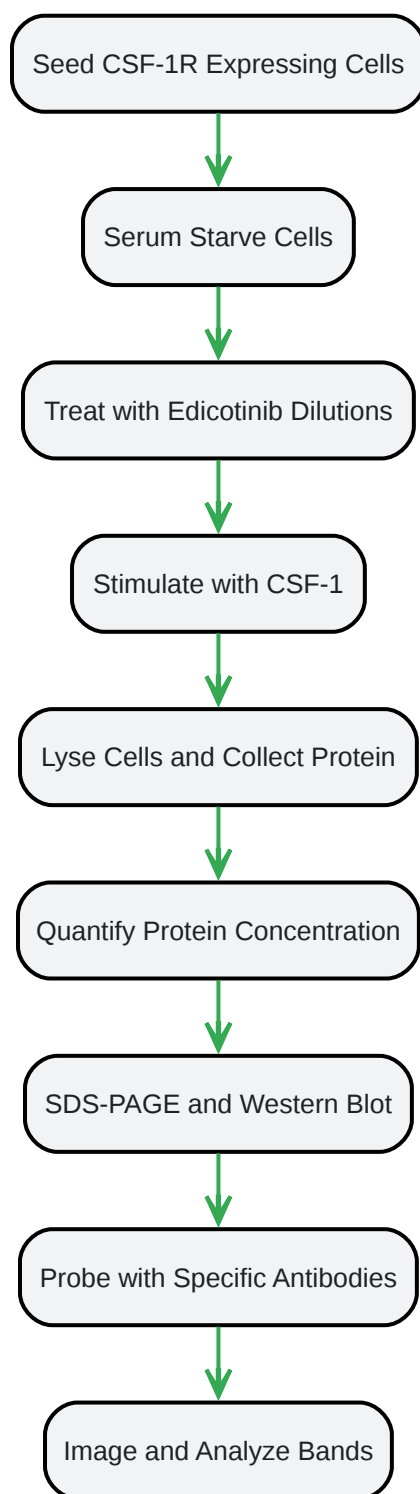 Seed CSF-1R Expressing Cells
Serum Starve Cells
Treat with Edicotinib Dilutions
Stimulate with CSF-1
Lyse Cells and Collect Protein
Quantify Protein Concentration
SDS-PAGE and Western Blot
Probe with Specific Antibodies
Image and Analyze Bands